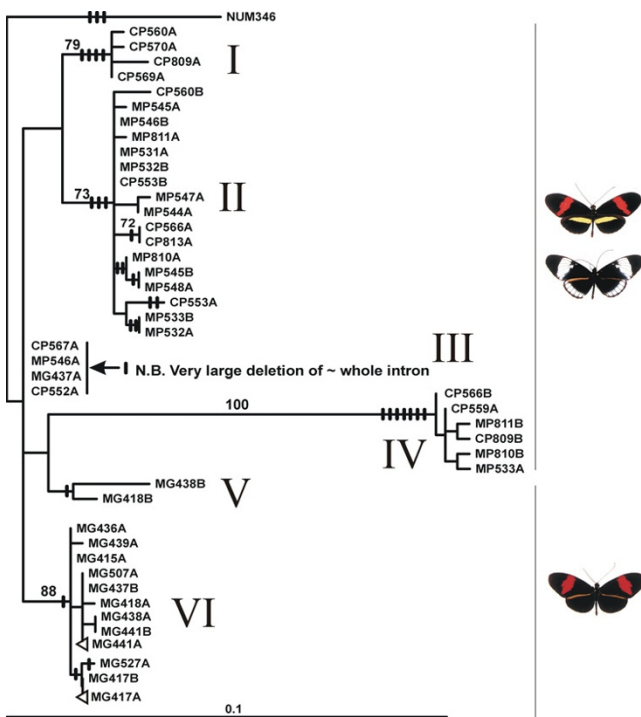 NUM346
79
CP560A
CP570A
CP809A
CP569A
I
CP560B
MP545A
MP546B
MP811A
MP531A
MP532B
CP553B
73
II
MP547A
MP544A
72
CP566A
CP813A
MP810A
MP545B
MP548A
CP553A
MP533B
MP532A
CP567A
MP546A
MG437A
CP552A
N.B. Very large deletion of ~ whole intron
III
100
CP566B
CP559A
MP811B
CP809B
MP810B
MP533A
IV
MG438B
MG418B
V
MG436A
MG439A
MG415A
MG507A
MG437B
88
MG418A
MG438A
MG441B
MG441A
VI
MG527A
MG417B
MG417A
0.1